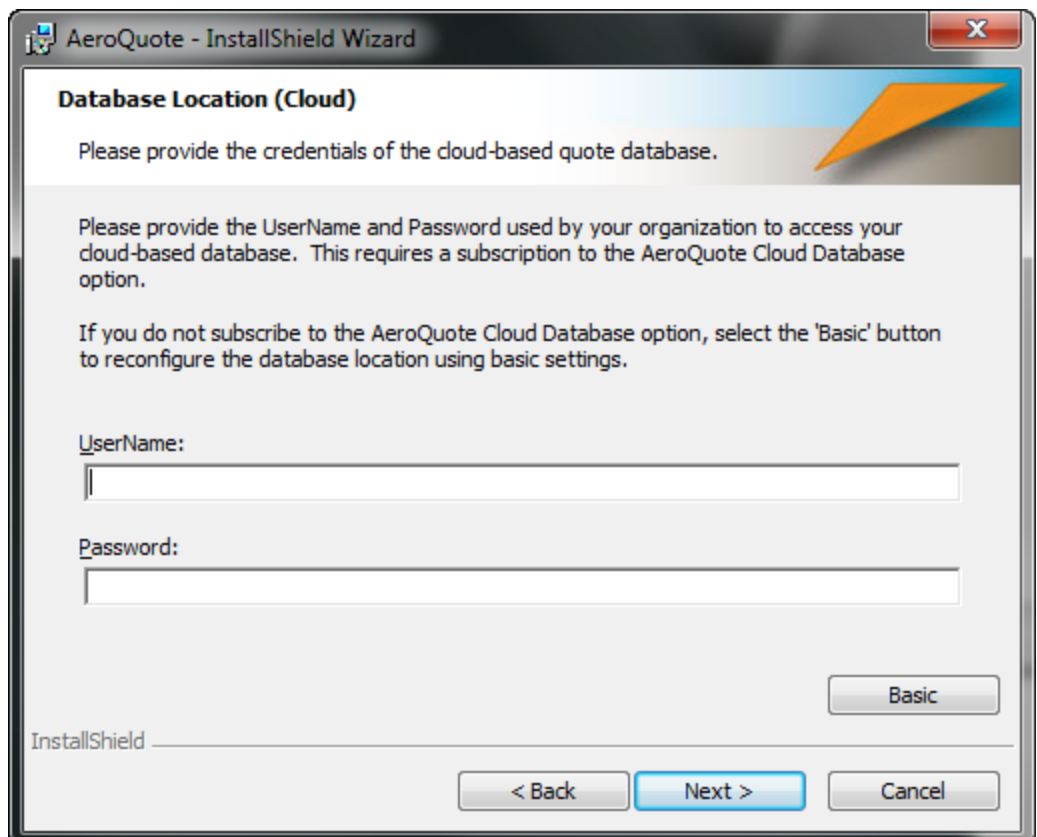 AeroQuote - InstallShield Wizard
Database Location (Cloud)
Please provide the credentials of the cloud-based quote database.
Please provide the UserName and Password used by your organization to access your
cloud-based database.  This requires a subscription to the AeroQuote Cloud Database
option.
If you do not subscribe to the AeroQuote Cloud Database option, select the 'Basic' button
to reconfigure the database location using basic settings.
UserName:
Password:
Basic
InstallShield
< Back
Next >
Cancel